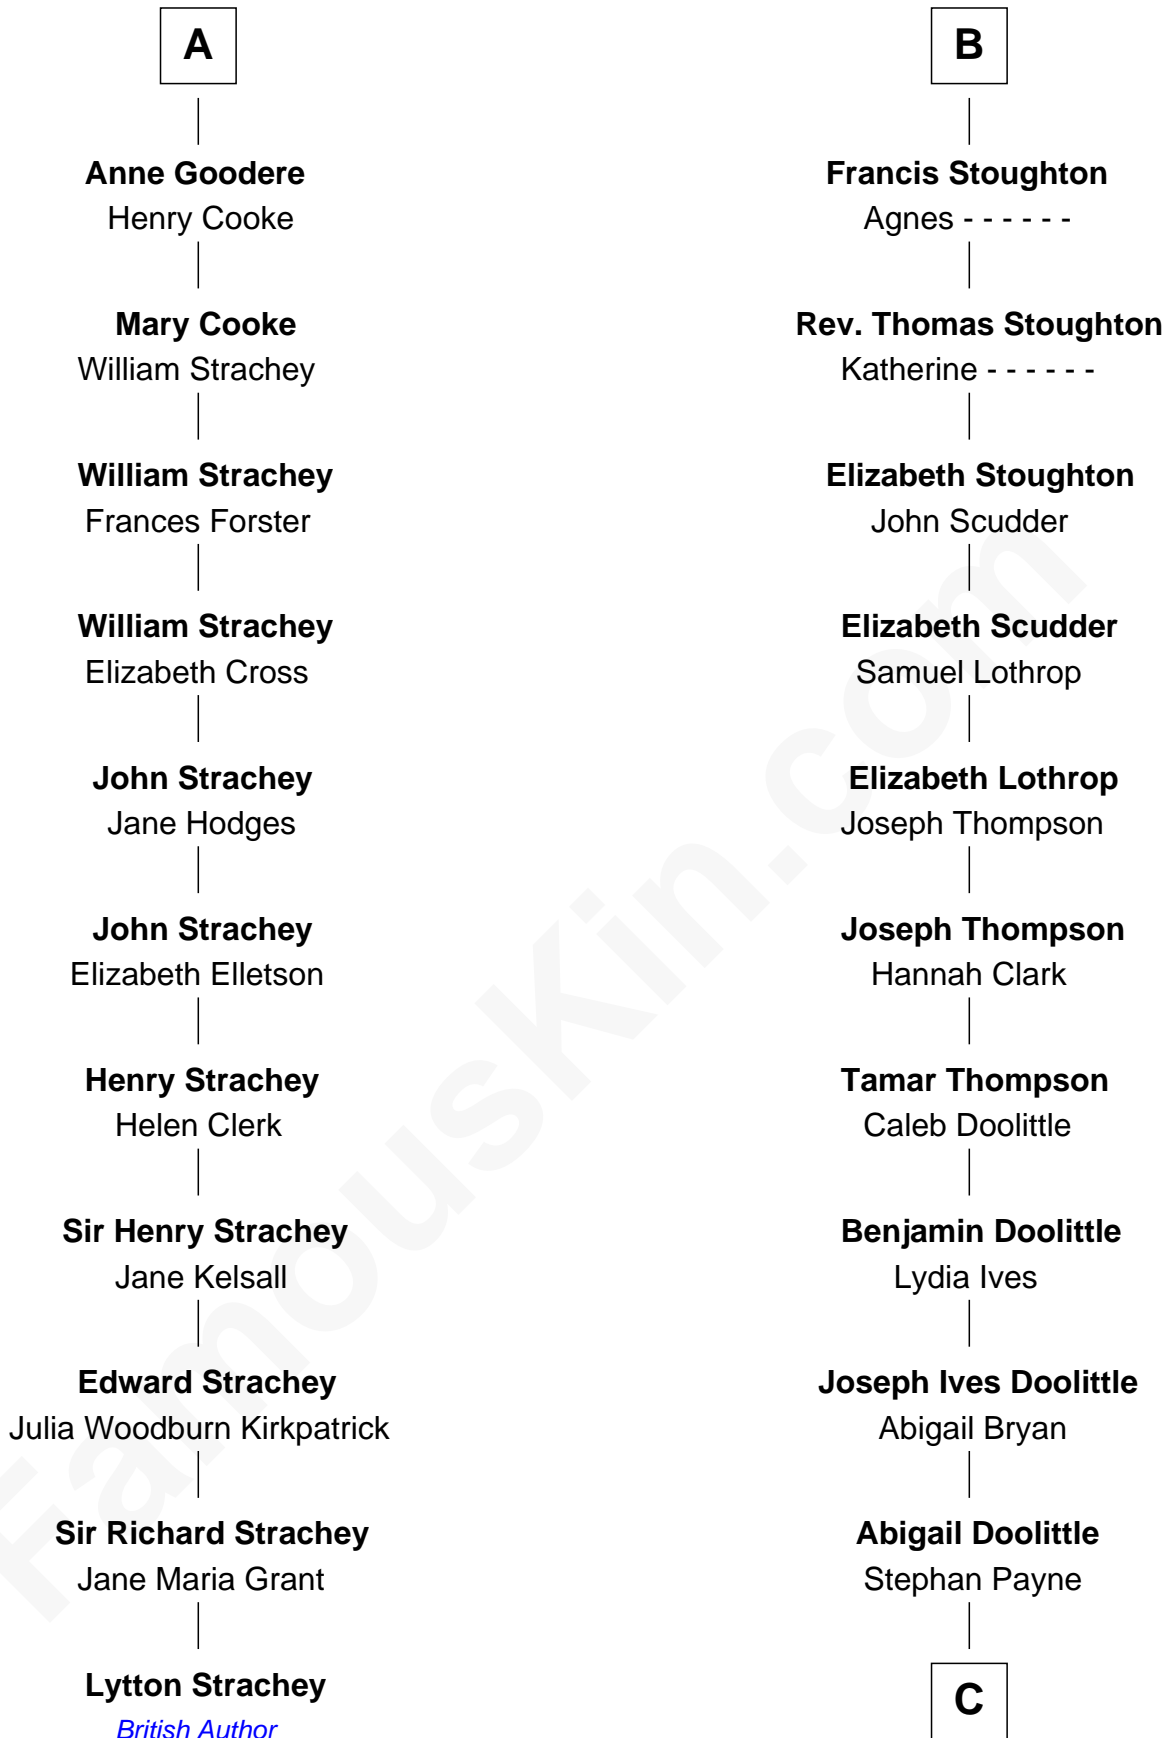 A
Anne Goodere
Henry Cooke
Mary Cooke
William Strachey
William Strachey
Frances Forster
William Strachey
Elizabeth Cross
John Strachey
Jane Hodges
John Strachey
Elizabeth Elletson
Henry Strachey
Helen Clerk
Sir Henry Strachey
Jane Kelsall
Edward Strachey
Julia Woodburn Kirkpatrick
Sir Richard Strachey
Jane Maria Grant
Lytton Strachey
British Author
B
Francis Stoughton
Agnes - - - - - -
Rev. Thomas Stoughton
Katherine - - - - - -
Elizabeth Stoughton
John Scudder
Elizabeth Scudder
Samuel Lothrop
Elizabeth Lothrop
Joseph Thompson
Joseph Thompson
Hannah Clark
Tamar Thompson
Caleb Doolittle
Benjamin Doolittle
Lydia Ives
Joseph Ives Doolittle
Abigail Bryan
Abigail Doolittle
Stephan Payne
C
FamousKin.com